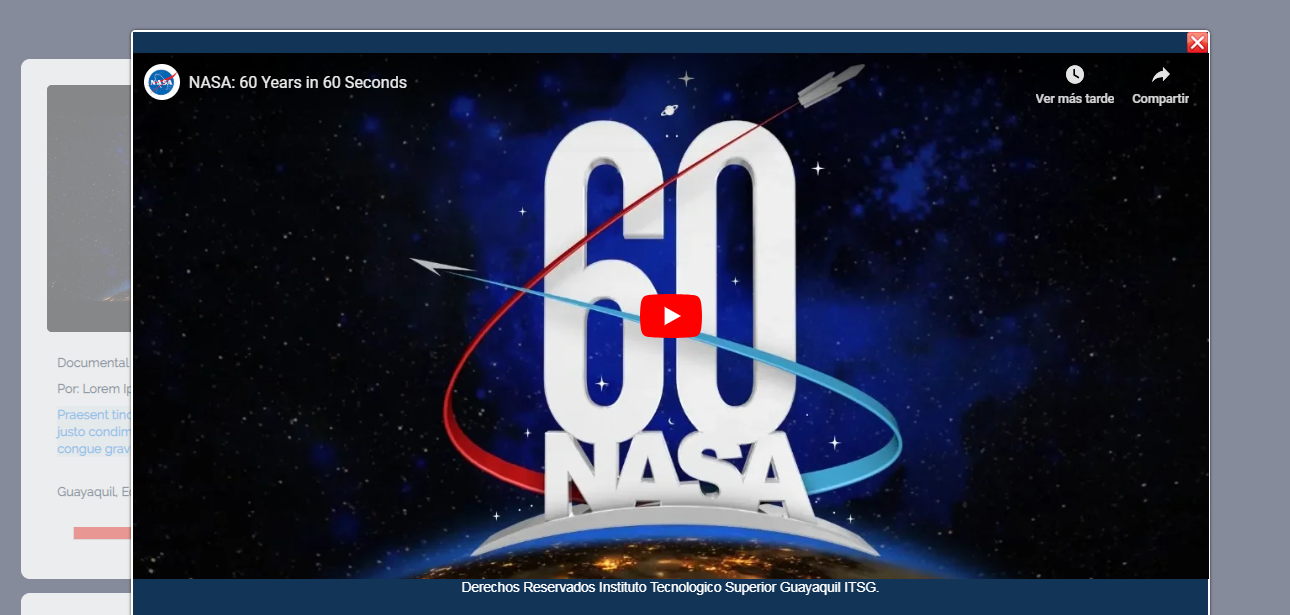 NASA
NASA: 60 Years in 60 Seconds
Ver más tarde
Compartir
60
NASA
Documental
Por: Lorem Ip
Praesent tinc
justo condim
congue grav
Guayaquil, E
Derechos Reservados Instituto Tecnologico Superior Guayaquil ITSG.